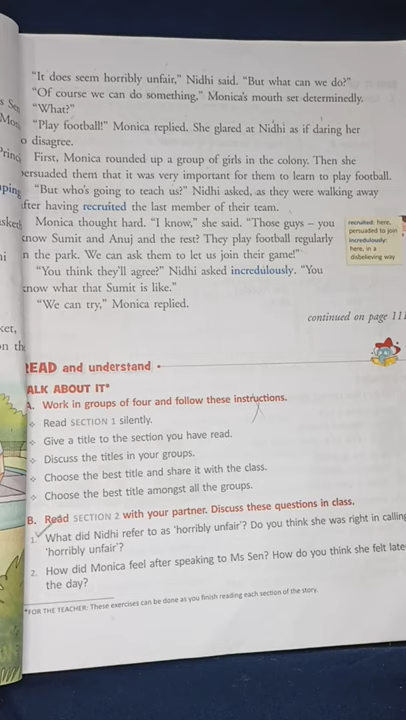 "It does seem horribly unfair," Nidhi said. "But what can we do?"
"Of course we can do something," Monica's mouth set determinedly.
"What?"
"Play football!" Monica replied. She glared at Nidhi as if daring her
o disagree.
First, Monica rounded up a group of girls in the colony. Then she
persuaded them that it was very important for them to learn to play football.
"But who's going to teach us?" Nidhi asked, as they were walking
after having recruited the last member of their team.
Monica thought hard. "I know," she said. "Those guys – you
know Sumit and Anuj and the rest? They play football regularly
n the park. We can ask them to let us join their game!"
"You think they'll agree?" Nidhi asked incredulously. "You
know what that Sumit is like."
"We can try," Monica replied.
recruited: here,
persuaded to join
incredulously:
here, in a
disbelieving way
continued on page 111
READ and understand
ALK ABOUT IT*
A. Work in groups of four and follow these instructions.
Read SECTION 1 silently.
Give a title to the section you have read.
Discuss the titles in your groups.
Choose the best title and share it with the class.
Choose the best title amongst all the groups.
B. Read SECTION 2 with your partner. Discuss these questions in class.
1. What did Nidhi refer to as 'horribly unfair'? Do you think she was right in calling
'horribly unfair'?
2. How did Monica feel after speaking to Ms Sen? How do you think she felt late
the day?
*FOR THE TEACHER: These exercises can be done as you finish reading each section of the story.